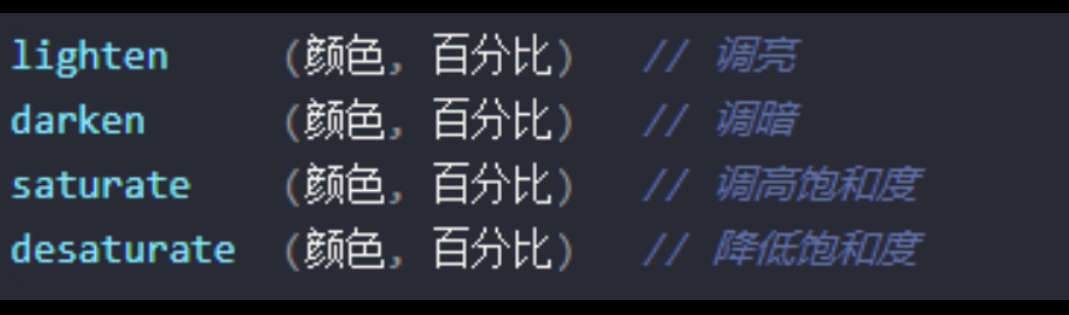 lighten (颜色, 百分比) // 调亮
darken (颜色, 百分比) // 调暗
saturate (颜色, 百分比) // 调高饱和度
desaturate (颜色, 百分比) // 降低饱和度